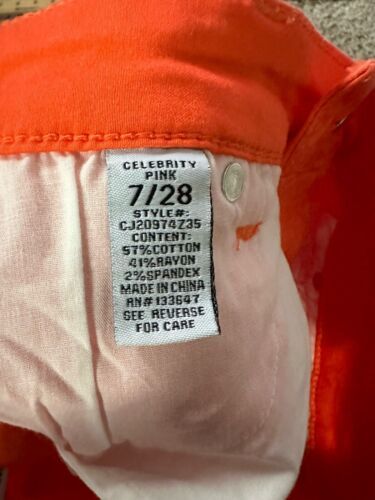 CELEBRITY
PINK
7/28
STYLE#:
CJ20974Z35
CONTENT:
57%COTTON
41%RAYON
2%SPANDEX
MADE IN CHINA
RN#133647
SEE REVERSE
FOR CARE